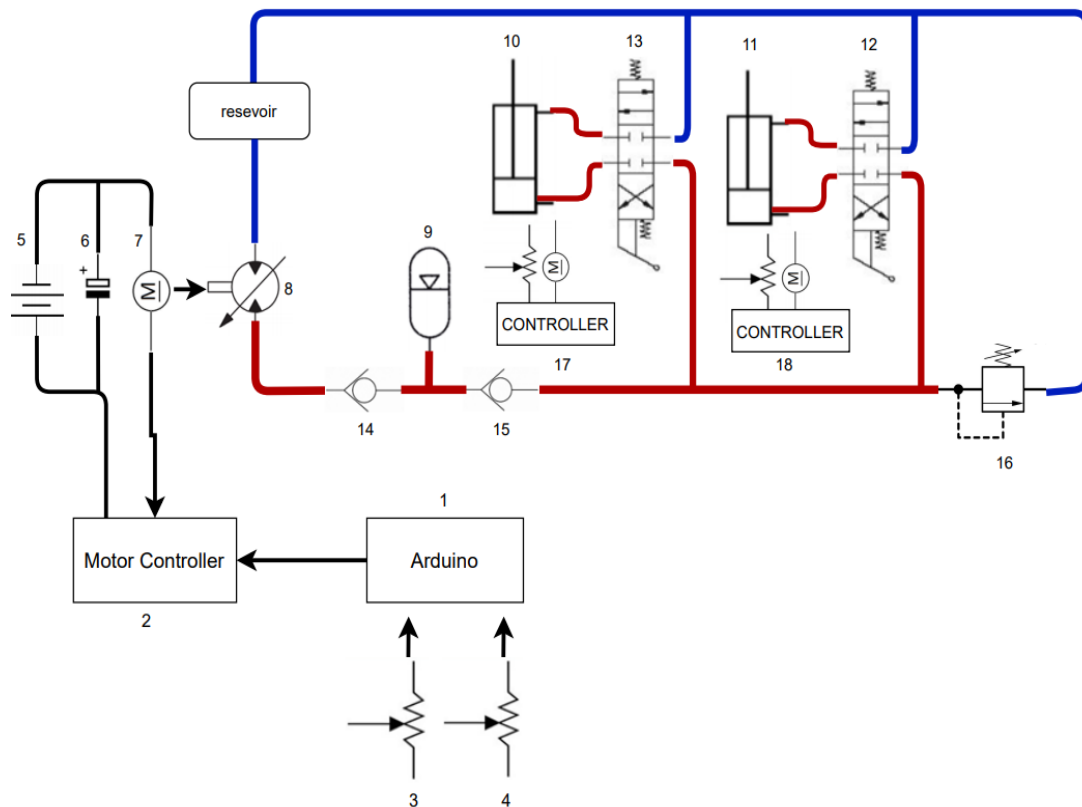 10
13
11
12
resevoir
5
6
7
9
+
M
8
M
M
CONTROLLER
CONTROLLER
17
18
14
15
16
1
Motor Controller
Arduino
2
3
4